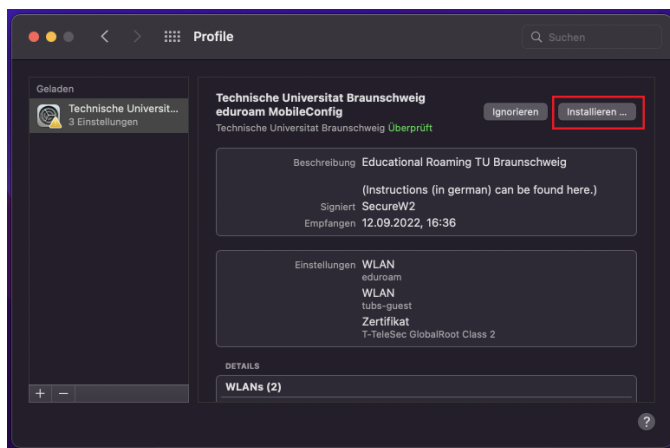 Profile
Suchen
Geladen
Technische Universit...
3 Einstellungen
Technische Universitat Braunschweig
eduroam MobileConfig
Technische Universitat Braunschweig Überprüft
Ignorieren
Installieren ...
Beschreibung Educational Roaming TU Braunschweig
(Instructions (in german) can be found here.)
Signiert SecureW2
Empfangen 12.09.2022, 16:36
Einstellungen WLAN
eduroam
WLAN
tubs-guest
Zertifikat
T-TeleSec GlobalRoot Class 2
DETAILS
WLANs (2)
+ −
?